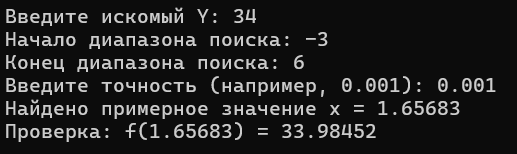 Введите искомый Y: 34
Начало диапазона поиска: -3
Конец диапазона поиска: 6
Введите точность (например, 0.001): 0.001
Найдено примерное значение x = 1.65683
Проверка: f(1.65683) = 33.98452